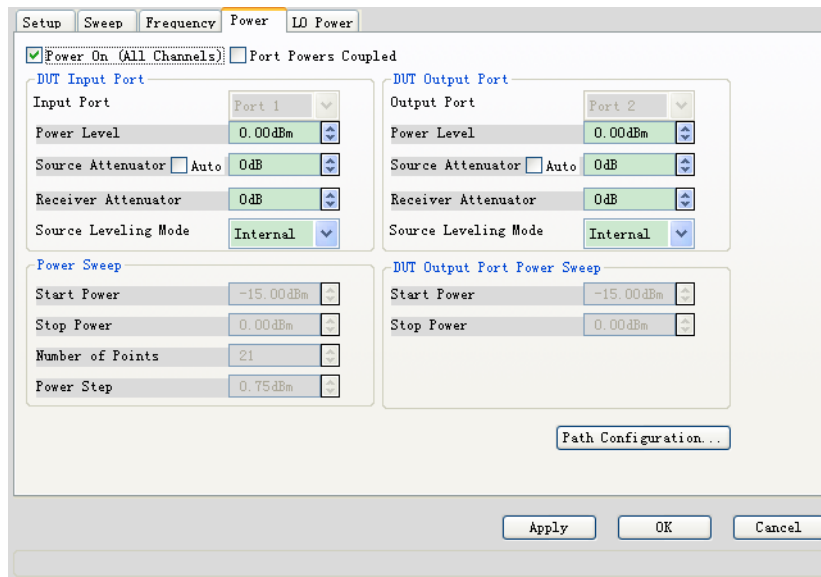 Setup Sweep Frequency Power LO Power
Power On (All Channels) Port Powers Coupled
DUT Input Port
Input Port Port 1
Power Level 0.00dBm
Source Attenuator Auto 0dB
Receiver Attenuator 0dB
Source Leveling Mode Internal
DUT Output Port
Output Port Port 2
Power Level 0.00dBm
Source Attenuator Auto 0dB
Receiver Attenuator 0dB
Source Leveling Mode Internal
Power Sweep
Start Power -15.00dBm
Stop Power 0.00dBm
Number of Points 21
Power Step 0.75dBm
DUT Output Port Power Sweep
Start Power -15.00dBm
Stop Power 0.00dBm
Path Configuration...
Apply OK Cancel